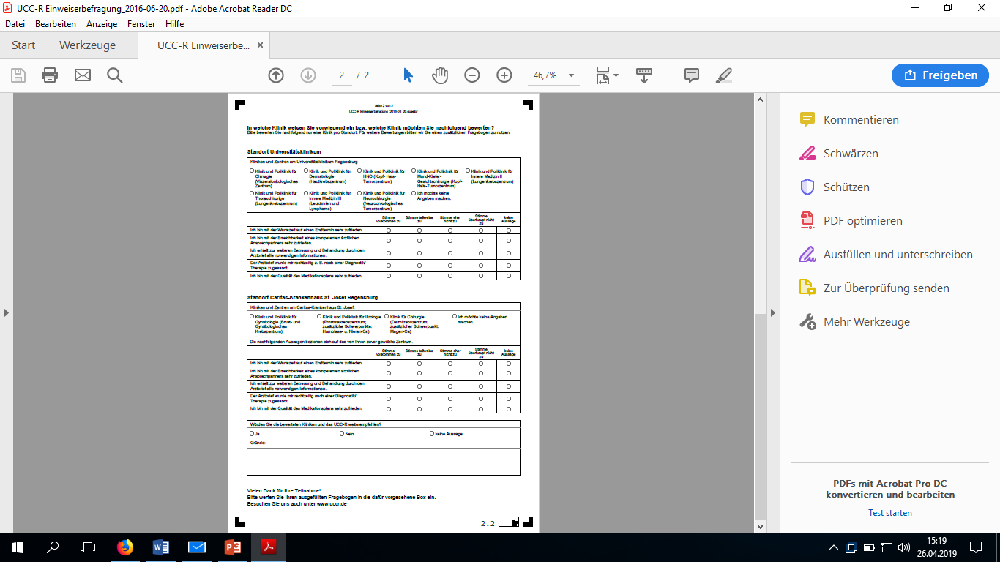 UCC-R Einweiserbefragung_2016-06-20.pdf - Adobe Acrobat Reader DC
Datei Bearbeiten Anzeige Fenster Hilfe
Start Werkzeuge UCC-R Einweiserbe...
2 / 2 46,7% Freigeben
Seite 2 von 2
UCC-R Einweiserbefragung_2016-06_20.questor
In welche Klinik weisen Sie vorwiegend ein bzw. welche Klinik möchten Sie nachfolgend bewerten?
Bitte bewerten Sie nachfolgend nur eine Klinik pro Standort. Für weitere Bewertungen bitten wir Sie einen zusätzlichen Fragebogen zu nutzen.
Standort Universitätsklinikum
Kliniken und Zentren am Universitätsklinikum Regensburg
Klinik und Poliklinik für
Chirurgie
(Viszeralonkologisches
Zentrum)
Klinik und Poliklinik für
Dermatologie
(Hautkrebszentrum)
Klinik und Poliklinik für
HNO (Kopf- Hals-
Tumorzentrum)
Klinik und Poliklinik für
Mund-Kiefer-
Gesichtschirurgie (Kopf-
Hals-Tumorzentrum)
Klinik und Poliklinik für
Innere Medizin II
(Lungenkrebszentrum)
Klinik und Poliklinik für
Thoraxchirurgie
(Lungenkrebszentrum)
Klinik und Poliklinik für
Innere Medizin III
(Leukämien und
Lymphome)
Klinik und Poliklinik für
Neurochirurgie
(Neuroonkologisches
Tumorzentrum)
Ich möchte keine
Angaben machen.
Stimme
vollkommen zu
Stimme teilweise
zu
Stimme eher
nicht zu
Stimme
überhaupt nicht
zu
keine
Aussage
Ich bin mit der Wartezeit auf einen Ersttermin sehr zufrieden.
Ich bin mit der Erreichbarkeit eines kompetenten ärztlichen
Ansprechpartners sehr zufrieden.
Ich erhielt zur weiteren Betreuung und Behandlung durch den
Arztbrief alle notwendigen Informationen.
Der Arztbrief wurde mir rechtzeitig z. B. nach einer Diagnostik/
Therapie zugesandt.
Ich bin mit der Qualität des Medikationsplans sehr zufrieden.
Standort Caritas-Krankenhaus St. Josef Regensburg
Kliniken und Zentren am Caritas-Krankenhaus St. Josef:
Klinik und Poliklinik für
Gynäkologie (Brust- und
Gynäkologisches
Krebszentrum)
Klinik und Poliklinik für Urologie
(Prostatakrebszentrum;
zusätzliche Schwerpunkte:
Harnblase- u. Nieren-Ca)
Klinik für Chirurgie
(Darmkrebszentrum;
zusätzlicher Schwerpunkt:
Magen-Ca)
Ich möchte keine Angaben
machen.
Die nachfolgenden Aussagen beziehen sich auf das von Ihnen zuvor gewählte Zentrum.
Stimme
vollkommen zu
Stimme teilweise
zu
Stimme eher
nicht zu
Stimme
überhaupt nicht
zu
keine
Aussage
Ich bin mit der Wartezeit auf einen Ersttermin sehr zufrieden.
Ich bin mit der Erreichbarkeit eines kompetenten ärztlichen
Ansprechpartners sehr zufrieden.
Ich erhielt zur weiteren Betreuung und Behandlung durch den
Arztbrief alle notwendigen Informationen.
Der Arztbrief wurde mir rechtzeitig nach einer Diagnostik/
Therapie zugesandt.
Ich bin mit der Qualität des Medikationsplans sehr zufrieden.
Würden Sie die bewerteten Kliniken und das UCC-R weiterempfehlen?
Ja Nein keine Aussage
Gründe:
Vielen Dank für Ihre Teilnahme!
Bitte werfen Sie Ihren ausgefüllten Fragebogen in die dafür vorgesehene Box ein.
Besuchen Sie uns auch unter www.uccr.de
2.2
Kommentieren
Schwärzen
Schützen
PDF optimieren
Ausfüllen und unterschreiben
Zur Überprüfung senden
Mehr Werkzeuge
PDFs mit Acrobat Pro DC
konvertieren und bearbeiten
Test starten
15:19
26.04.2019